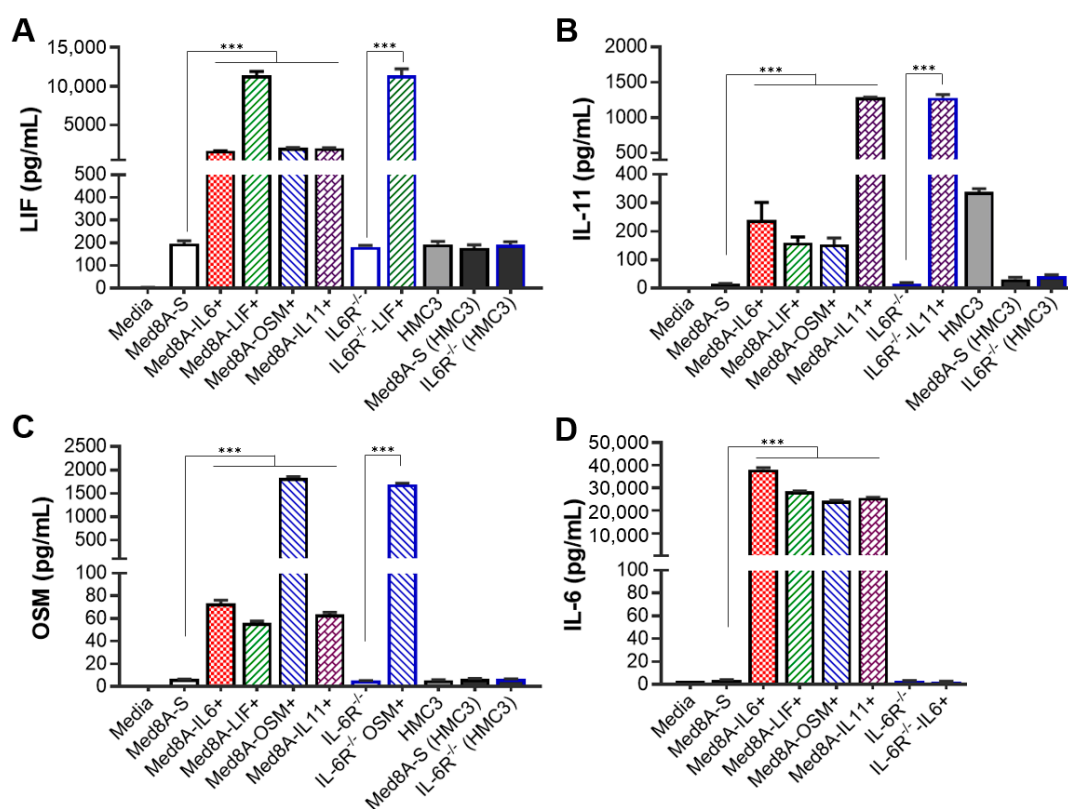 A
LIF (pg/mL)
15,000
10,000
5000
500
400
300
200
100
0
***
***
Media
Med8A-S
Med8A-IL6+
Med8A-LIF+
Med8A-OSM+
Med8A-IL11+
IL6R-/-
IL6R-/--LIF+
HMC3
Med8A-S (HMC3)
IL6R-/- (HMC3)
B
IL-11 (pg/mL)
2000
1500
1000
500
400
300
200
100
0
***
***
Media
Med8A-S
Med8A-IL6+
Med8A-LIF+
Med8A-OSM+
Med8A-IL11+
IL6R-/-
IL6R-/- -IL11+
HMC3
Med8A-S (HMC3)
IL6R-/- (HMC3)
C
OSM (pg/mL)
2500
2000
1500
1000
500
100
80
60
40
20
0
***
***
Media
Med8A-S
Med8A-IL6+
Med8A-LIF+
Med8A-OSM+
Med8A-IL11+
IL-6R-/-
IL-6R-/- OSM+
HMC3
Med8A-S (HMC3)
IL-6R-/- (HMC3)
D
IL-6 (pg/mL)
50,000
40,000
30,000
20,000
10,000
100
80
60
40
20
0
***
Media
Med8A-S
Med8A-IL6+
Med8A-LIF+
Med8A-OSM+
Med8A-IL11+
IL-6R-/-
IL-6R-/--IL6+